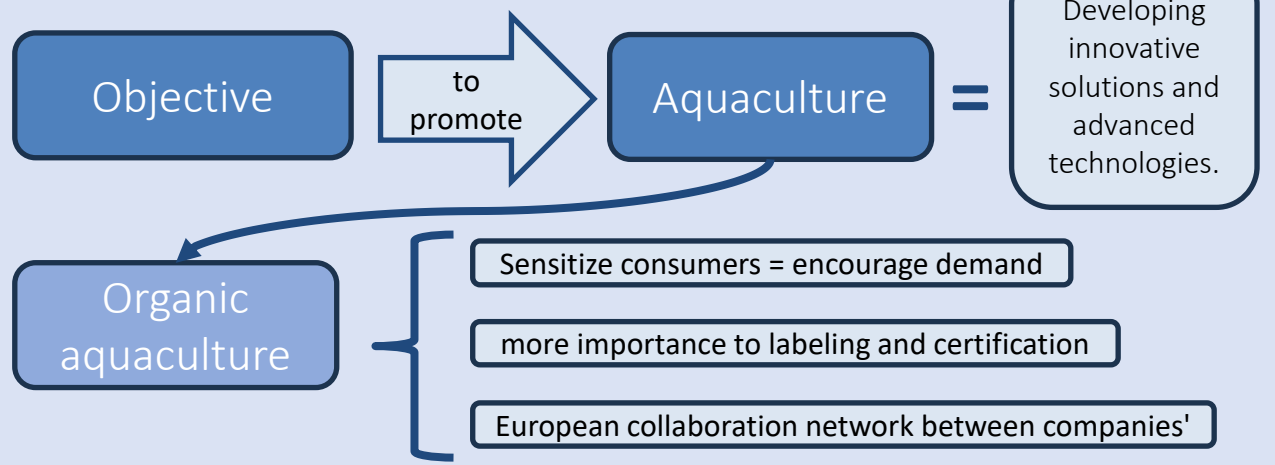 Objective
to
promote
Aquaculture
=
Developing
innovative
solutions and
advanced
technologies.
Organic
aquaculture
Sensitize consumers = encourage demand
more importance to labeling and certification
European collaboration network between companies'